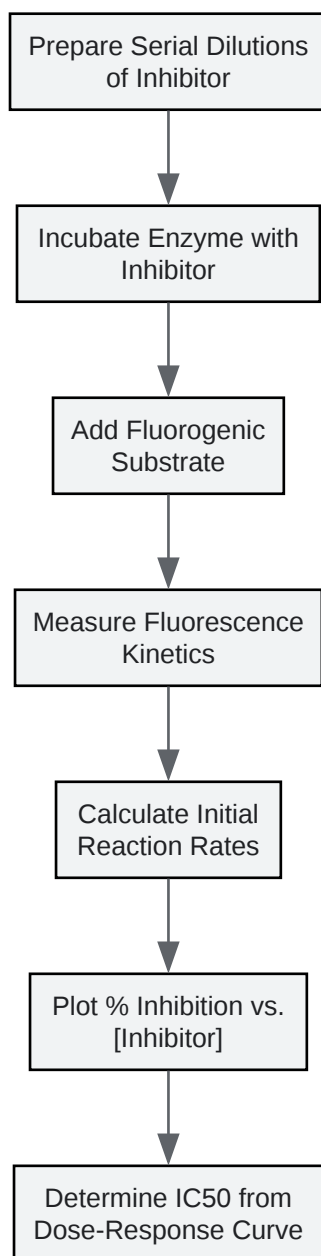 Prepare Serial Dilutions
of Inhibitor
Incubate Enzyme with
Inhibitor
Add Fluorogenic
Substrate
Measure Fluorescence
Kinetics
Calculate Initial
Reaction Rates
Plot % Inhibition vs.
[Inhibitor]
Determine IC50 from
Dose-Response Curve